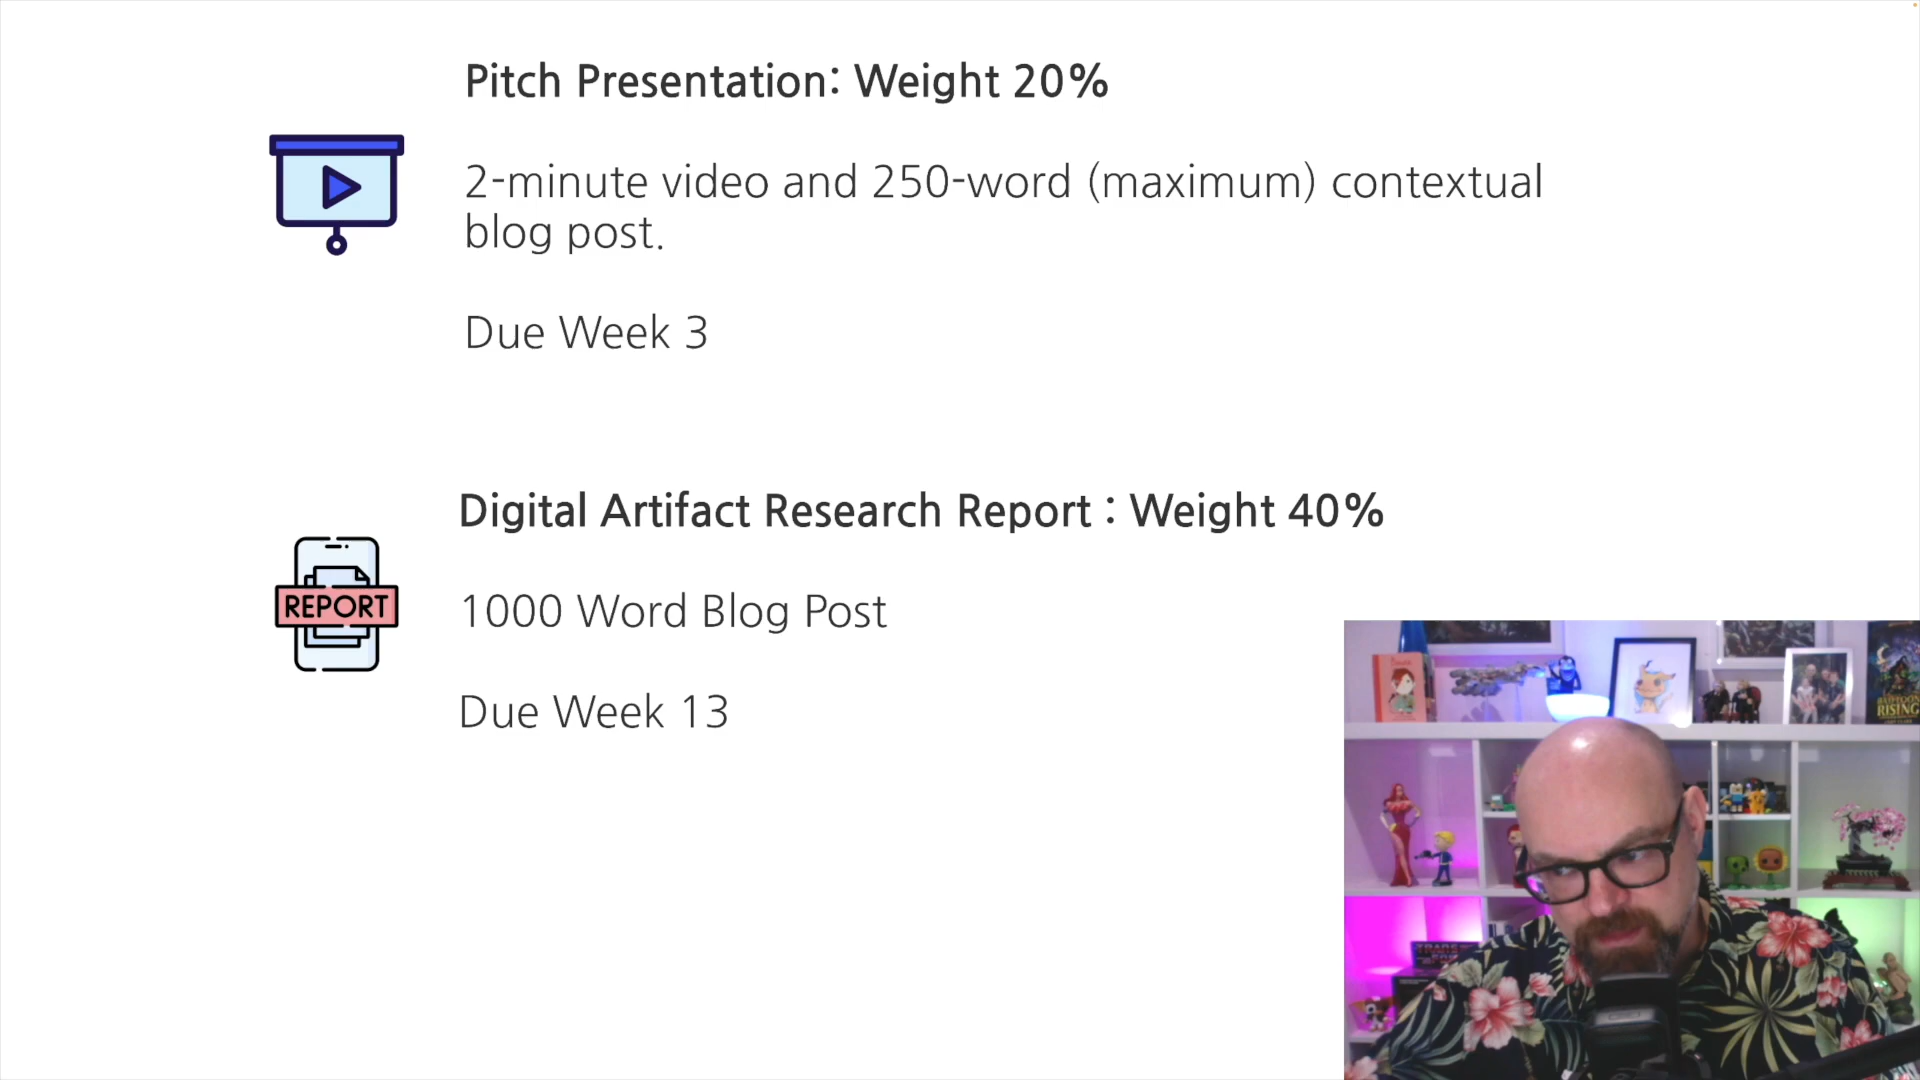 Pitch Presentation: Weight 20%
2-minute video and 250-word (maximum) contextual
blog post.
Due Week 3
Digital Artifact Research Report : Weight 40%
REPORT
1000 Word Blog Post
Due Week 13
RISING